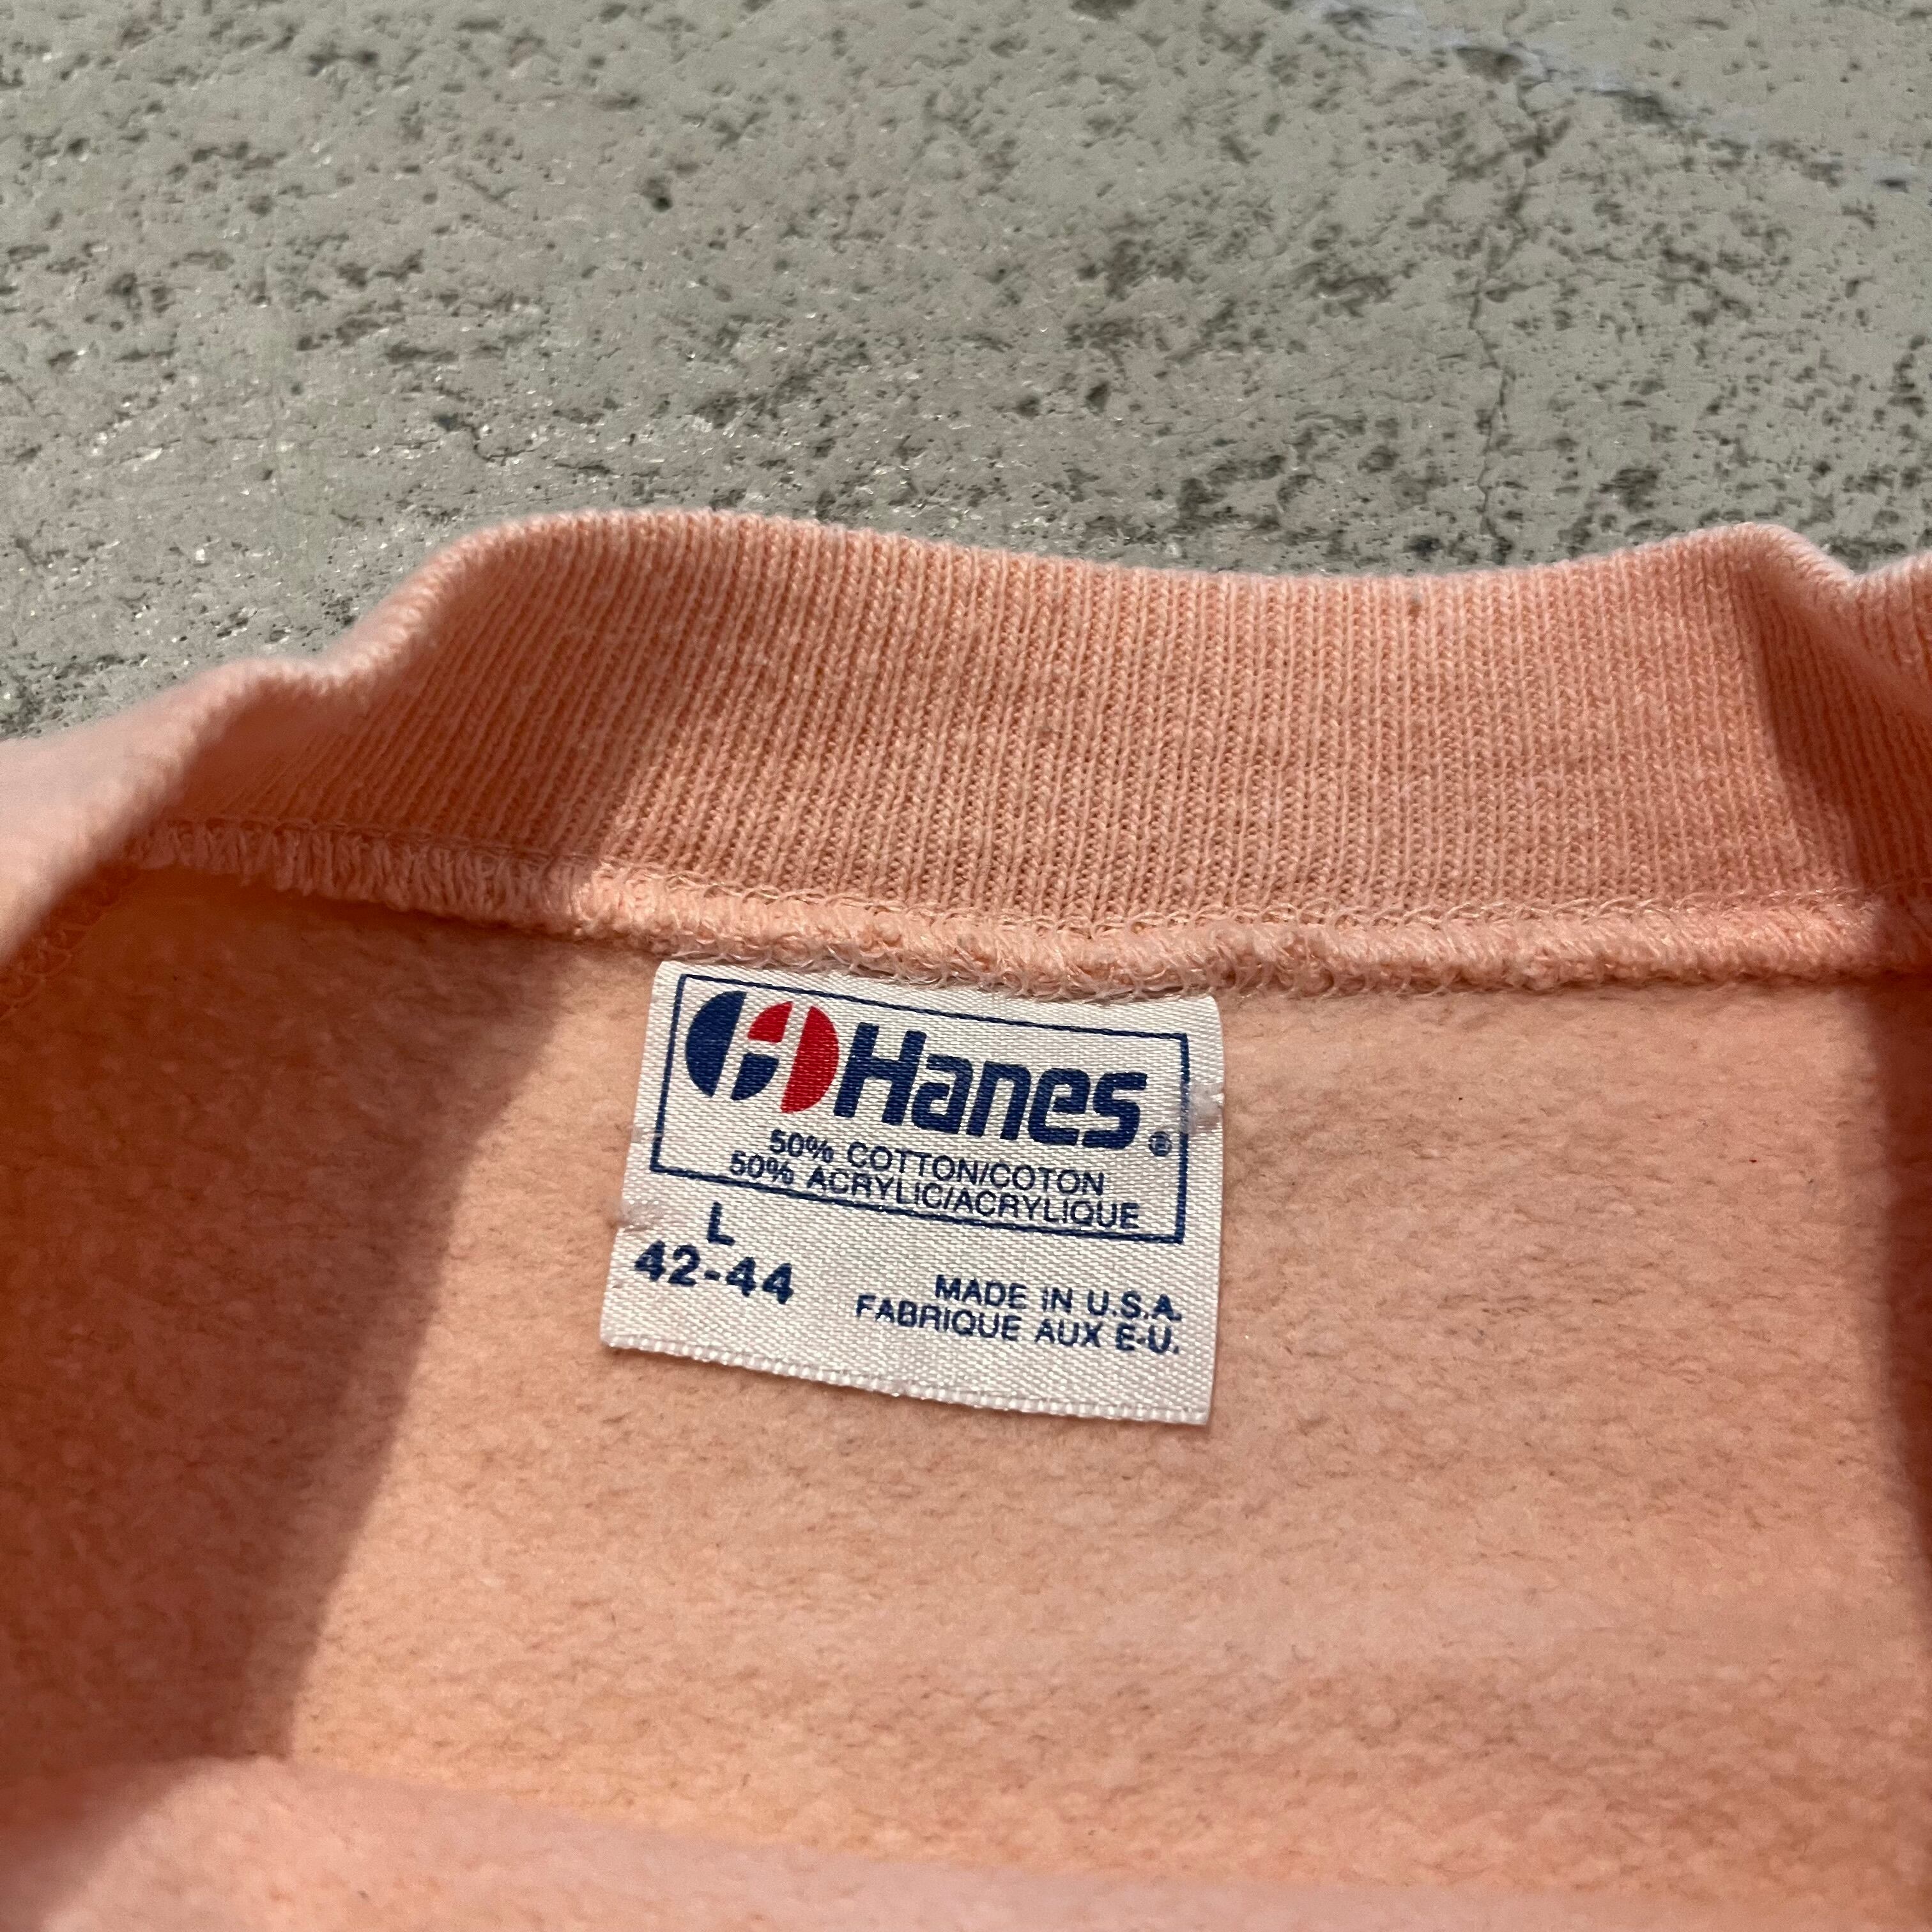 H Hanes®
50% COTTON/COTON
50% ACRYLIC/ACRYLIQUE
L
42-44
MADE IN U.S.A.
FABRIQUE AUX E-U.